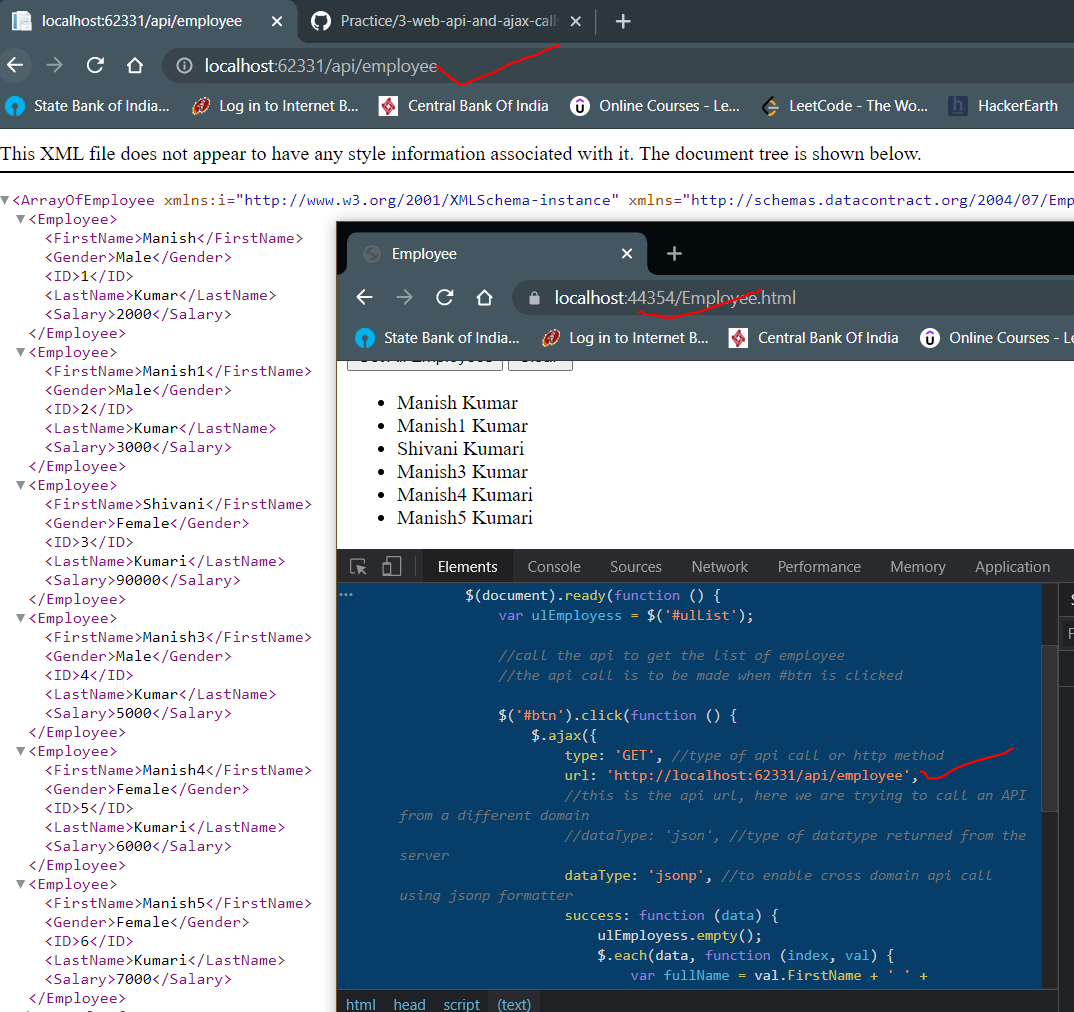 localhost:62331/api/employee
Practice/3-web-api-and-ajax-call
localhost:62331/api/employee
State Bank of India...
Log in to Internet B...
Central Bank Of India
Online Courses - Le...
LeetCode - The Wo...
HackerEarth
This XML file does not appear to have any style information associated with it. The document tree is shown below.
<ArrayOfEmployee xmlns:i="http://www.w3.org/2001/XMLSchema-instance" xmlns="http://schemas.datacontract.org/2004/07/Emp
<Employee>
<FirstName>Manish</FirstName>
<Gender>Male</Gender>
<ID>1</ID>
<LastName>Kumar</LastName>
<Salary>2000</Salary>
</Employee>
<Employee>
<FirstName>Manish1</FirstName>
<Gender>Male</Gender>
<ID>2</ID>
<LastName>Kumar</LastName>
<Salary>3000</Salary>
</Employee>
<Employee>
<FirstName>Shivani</FirstName>
<Gender>Female</Gender>
<ID>3</ID>
<LastName>Kumari</LastName>
<Salary>90000</Salary>
</Employee>
<Employee>
<FirstName>Manish3</FirstName>
<Gender>Male</Gender>
<ID>4</ID>
<LastName>Kumar</LastName>
<Salary>5000</Salary>
</Employee>
<Employee>
<FirstName>Manish4</FirstName>
<Gender>Female</Gender>
<ID>5</ID>
<LastName>Kumari</LastName>
<Salary>6000</Salary>
</Employee>
<Employee>
<FirstName>Manish5</FirstName>
<Gender>Female</Gender>
<ID>6</ID>
<LastName>Kumari</LastName>
<Salary>7000</Salary>
</Employee>
Employee
localhost:44354/Employee.html
State Bank of India...
Log in to Internet B...
Central Bank Of India
Online Courses - Le
Manish Kumar
Manish1 Kumar
Shivani Kumari
Manish3 Kumar
Manish4 Kumari
Manish5 Kumari
Elements Console Sources Network Performance Memory Application
$(document).ready(function () {
var ulEmployess = $('#ulList');
//call the api to get the list of employee
//the api call is to be made when #btn is clicked
$('#btn').click(function () {
$.ajax({
type: 'GET', //type of api call or http method
url: 'http://localhost:62331/api/employee',
//this is the api url, here we are trying to call an API
from a different domain
//dataType: 'json', //type of datatype returned from the
server
dataType: 'jsonp', //to enable cross domain api call
using jsonp formatter
success: function (data) {
ulEmployess.empty();
$.each(data, function (index, val) {
var fullName = val.FirstName + ' ' +
html head script (text)